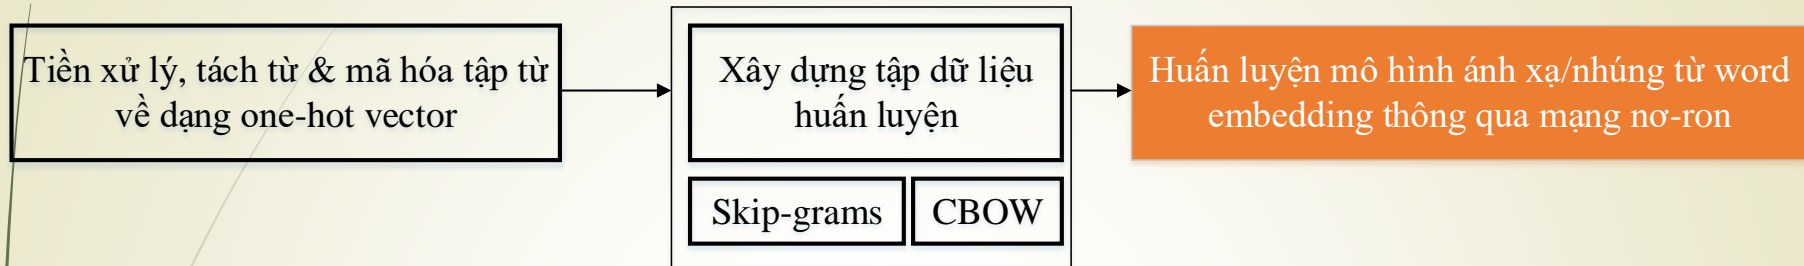 Tiền xử lý, tách từ & mã hóa tập từ
về dạng one-hot vector
Xây dựng tập dữ liệu
huấn luyện
Skip-grams
CBOW
Huấn luyện mô hình ánh xạ/nhúng từ word
embedding thông qua mạng nơ-ron